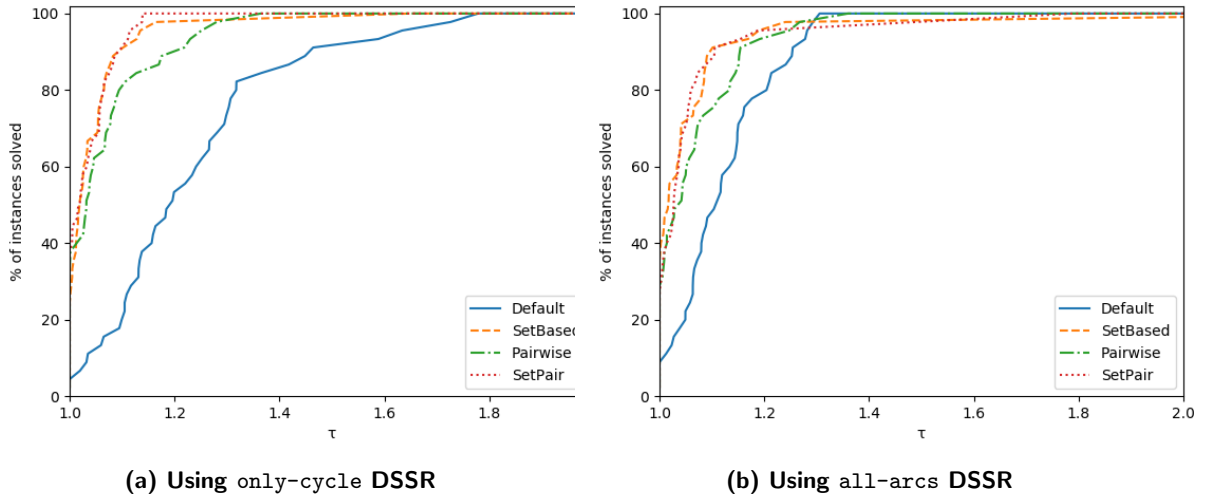 100
80
60
40
20
0
% of instances solved
1.0
1.2
1.4
1.6
1.8
τ
Default
SetBased
Pairwise
SetPair
(a) Using only-cycle DSSR
100
80
60
40
20
0
% of instances solved
1.0
1.2
1.4
1.6
1.8
2.0
τ
Default
SetBased
Pairwise
SetPair
(b) Using all-arcs DSSR